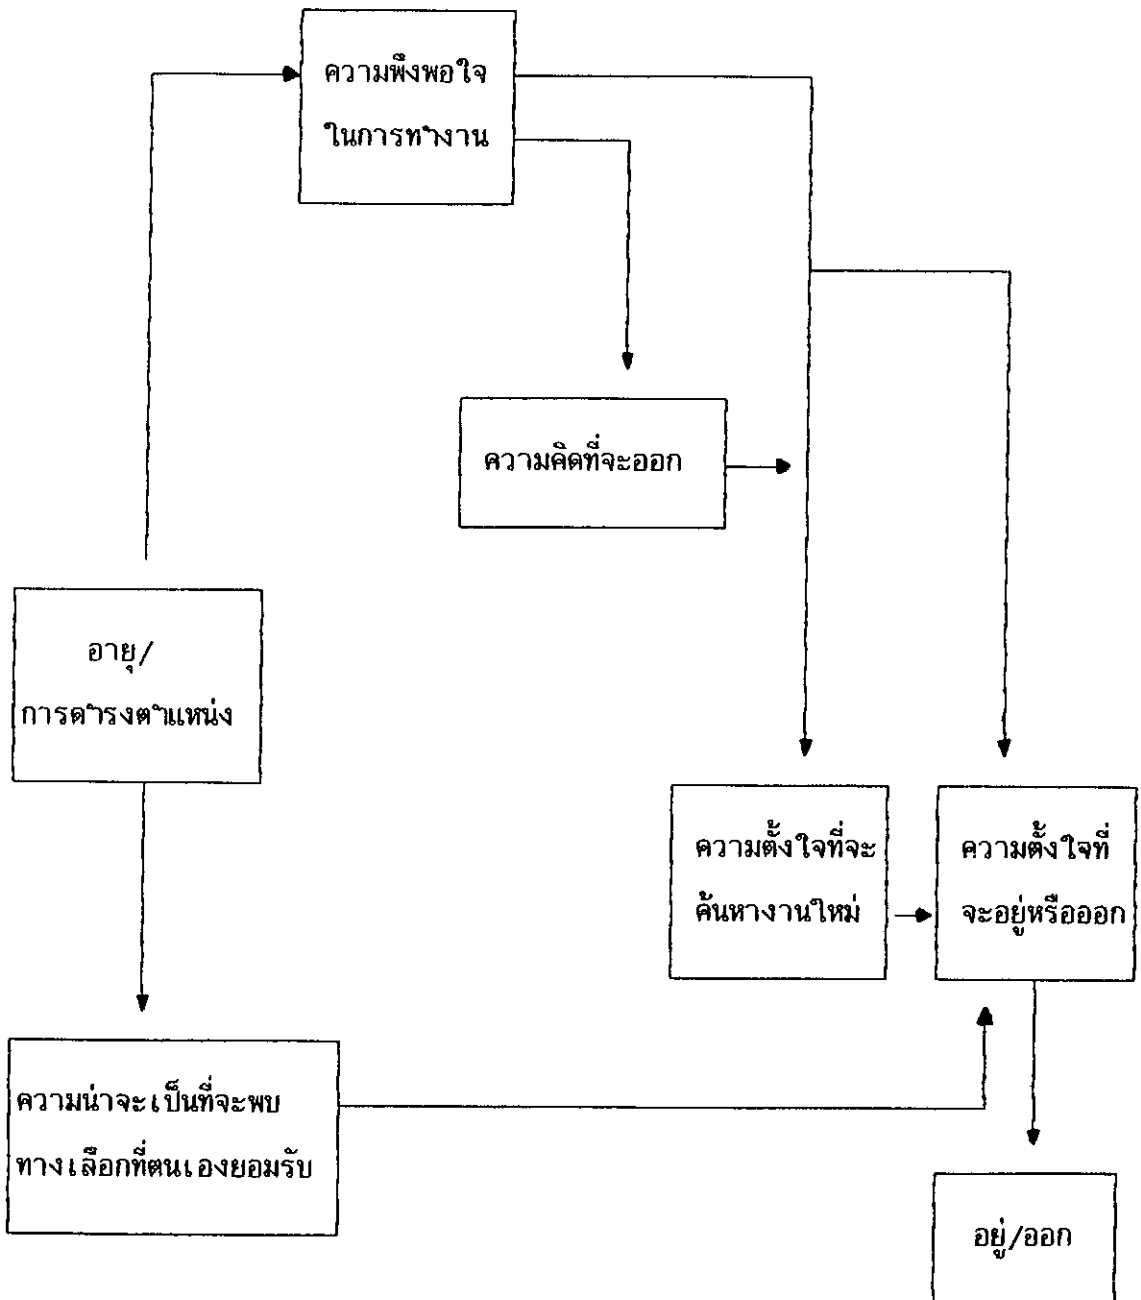 ความพึงพอใจ
ในการทำงาน
ความคิดที่จะออก
อายุ/
การดำรงตำแหน่ง
ความตั้งใจที่จะ
ค้นหางานใหม่
ความตั้งใจที่
จะอยู่หรือออก
ความน่าจะเป็นที่จะพบ
ทางเลือกที่ตนเองยอมรับ
อยู่/ออก